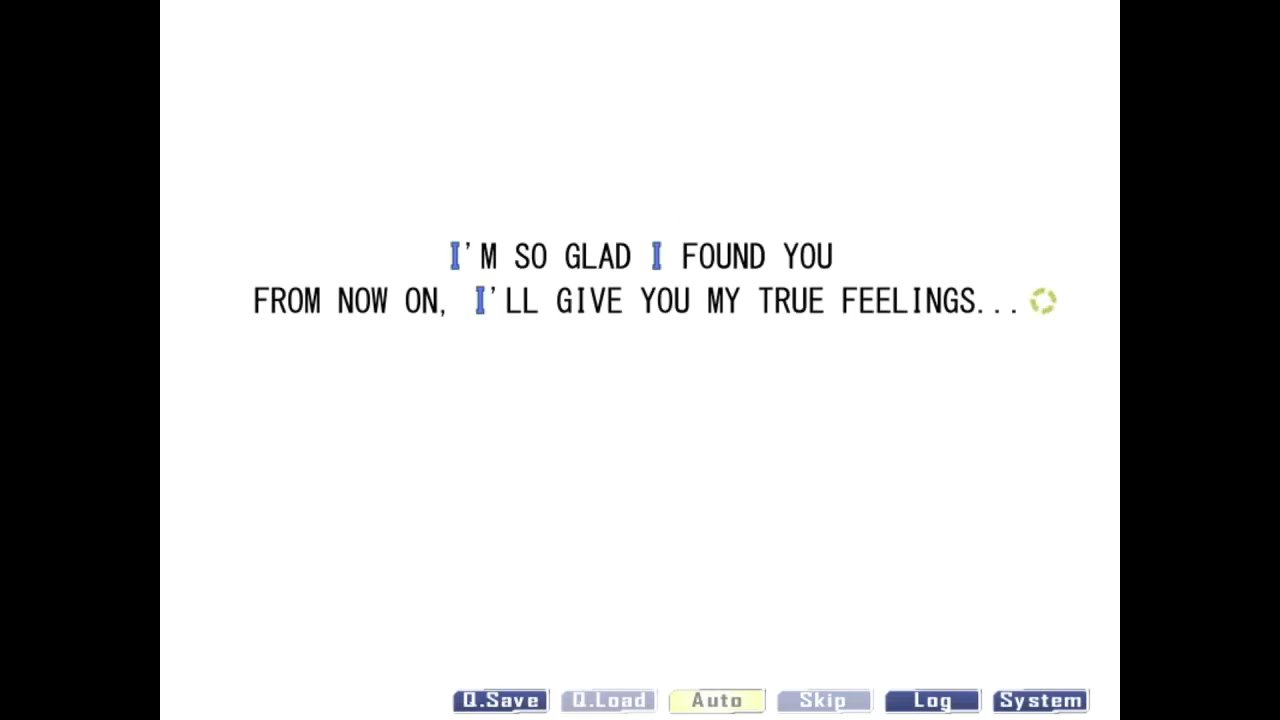 I'M SO GLAD I FOUND YOU
FROM NOW ON, I'LL GIVE YOU MY TRUE FEELINGS...
Q.Save Q.Load Auto Skip Log System